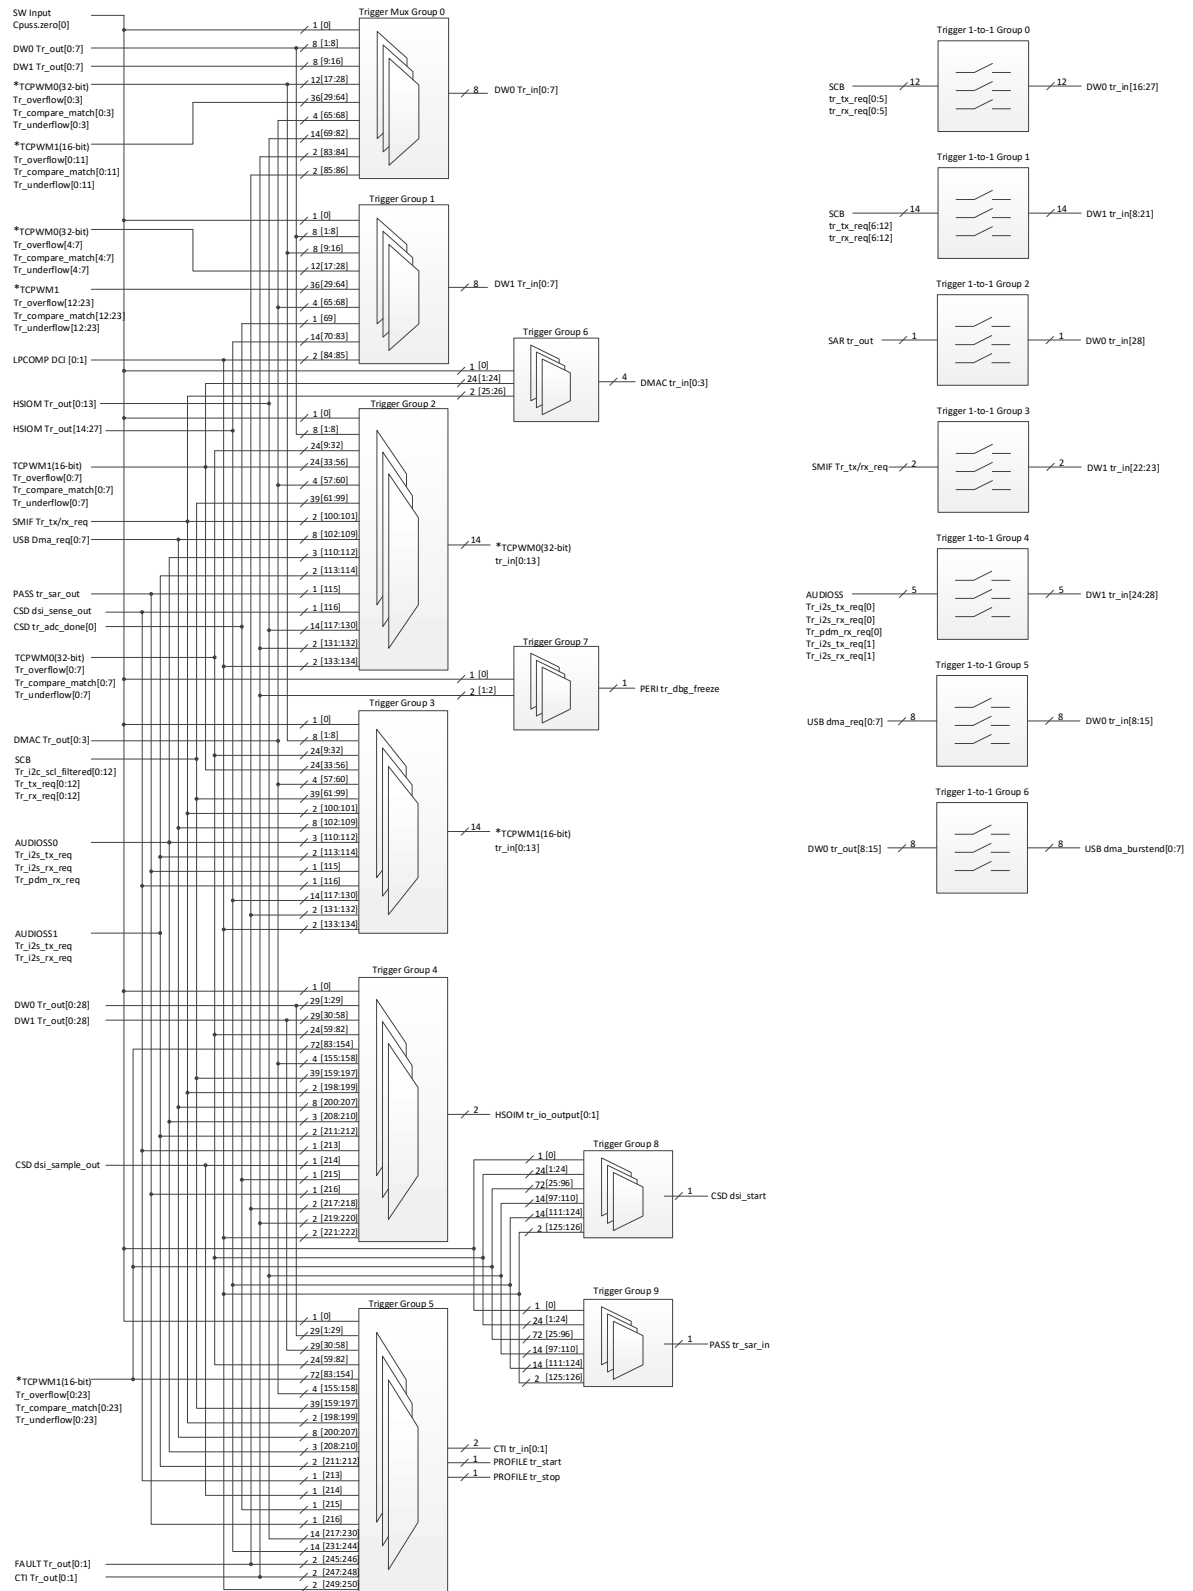 SW Input
Cpuss.zero[0]
DW0 Tr_out[0:7]
DW1 Tr_out[0:7]
*TCPWM0(32-bit)
Tr_overflow[0:3]
Tr_compare_match[0:3]
Tr_underflow[0:3]
*TCPWM1(16-bit)
Tr_overflow[0:11]
Tr_compare_match[0:11]
Tr_underflow[0:11]
*TCPWM0(32-bit)
Tr_overflow[4:7]
Tr_compare_match[4:7]
Tr_underflow[4:7]
*TCPWM1
Tr_overflow[12:23]
Tr_compare_match[12:23]
Tr_underflow[12:23]
LPCOMP DCI [0:1]
HSIOM Tr_out[0:13]
HSIOM Tr_out[14:27]
TCPWM1(16-bit)
Tr_overflow[0:7]
Tr_compare_match[0:7]
Tr_underflow[0:7]
SMIF Tr_tx/rx_req
USB Dma_req[0:7]
PASS tr_sar_out
CSD dsi_sense_out
CSD tr_adc_done[0]
TCPWM0(32-bit)
Tr_overflow[0:7]
Tr_compare_match[0:7]
Tr_underflow[0:7]
DMAC Tr_out[0:3]
SCB
Tr_i2c_scl_filtered[0:12]
Tr_tx_req[0:12]
Tr_rx_req[0:12]
AUDIOSS0
Tr_i2s_tx_req
Tr_i2s_rx_req
Tr_pdm_rx_req
AUDIOSS1
Tr_i2s_tx_req
Tr_i2s_rx_req
DW0 Tr_out[0:28]
DW1 Tr_out[0:28]
CSD dsi_sample_out
*TCPWM1(16-bit)
Tr_overflow[0:23]
Tr_compare_match[0:23]
Tr_underflow[0:23]
FAULT Tr_out[0:1]
CTI Tr_out[0:1]
Trigger Mux Group 0
1 [0]
8 [1:8]
8 [9:16]
12[17:28]
36[29:64]
4 [65:68]
14[69:82]
2 [83:84]
2 [85:86]
8 DW0 Tr_in[0:7]
Trigger Group 1
1 [0]
8 [1:8]
8 [9:16]
12[17:28]
36[29:64]
4 [65:68]
1 [69]
14[70:83]
2 [84:85]
8 DW1 Tr_in[0:7]
Trigger Group 6
1 [0]
24 [1:24]
2 [25:26]
4 DMAC tr_in[0:3]
Trigger Group 2
1 [0]
8 [1:8]
24[9:32]
24[33:56]
4 [57:60]
39[61:99]
2 [100:101]
8 [102:109]
3 [110:112]
2 [113:114]
1 [115]
1 [116]
14[117:130]
2 [131:132]
2 [133:134]
14 *TCPWM0(32-bit)
tr_in[0:13]
Trigger Group 7
1 [0]
2 [1:2]
1 PERI tr_dbg_freeze
Trigger Group 3
1 [0]
8 [1:8]
24[9:32]
24[33:56]
4 [57:60]
39[61:99]
2 [100:101]
8 [102:109]
3 [110:112]
2 [113:114]
1 [115]
1 [116]
14[117:130]
2 [131:132]
2 [133:134]
14 *TCPWM1(16-bit)
tr_in[0:13]
Trigger Group 4
1 [0]
29[1:29]
29[30:58]
24[59:82]
72[83:154]
4 [155:158]
39[159:197]
2 [198:199]
8 [200:207]
3 [208:210]
2 [211:212]
1 [213]
1 [214]
1 [215]
1 [216]
2 [217:218]
2 [219:220]
2 [221:222]
2 HSOIM tr_io_output[0:1]
Trigger Group 8
1 [0]
24[1:24]
72[25:96]
14[97:110]
14[111:124]
2 [125:126]
1 CSD dsi_start
Trigger Group 9
1 [0]
24 [1:24]
72 [25:96]
14 [97:110]
14 [111:124]
2 [125:126]
1 PASS tr_sar_in
Trigger Group 5
1 [0]
29[1:29]
29[30:58]
24[59:82]
72[83:154]
4 [155:158]
39[159:197]
2 [198:199]
8 [200:207]
3 [208:210]
2 [211:212]
1 [213]
1 [214]
1 [215]
1 [216]
14 [217:230]
14 [231:244]
2 [245:246]
2 [247:248]
2 [249:250]
2 CTI tr_in[0:1]
1 PROFILE tr_start
1 PROFILE tr_stop
Trigger 1-to-1 Group 0
SCB 12
tr_tx_req[0:5]
tr_rx_req[0:5]
12 DW0 tr_in[16:27]
Trigger 1-to-1 Group 1
SCB 14
tr_tx_req[6:12]
tr_rx_req[6:12]
14 DW1 tr_in[8:21]
Trigger 1-to-1 Group 2
SAR tr_out 1
1 DW0 tr_in[28]
Trigger 1-to-1 Group 3
SMIF Tr_tx/rx_req 2
2 DW1 tr_in[22:23]
Trigger 1-to-1 Group 4
AUDIOSS 5
Tr_i2s_tx_req[0]
Tr_i2s_rx_req[0]
Tr_pdm_rx_req[0]
Tr_i2s_tx_req[1]
Tr_i2s_rx_req[1]
5 DW1 tr_in[24:28]
Trigger 1-to-1 Group 5
USB dma_req[0:7] 8
8 DW0 tr_in[8:15]
Trigger 1-to-1 Group 6
DW0 tr_out[8:15] 8
8 USB dma_burstend[0:7]